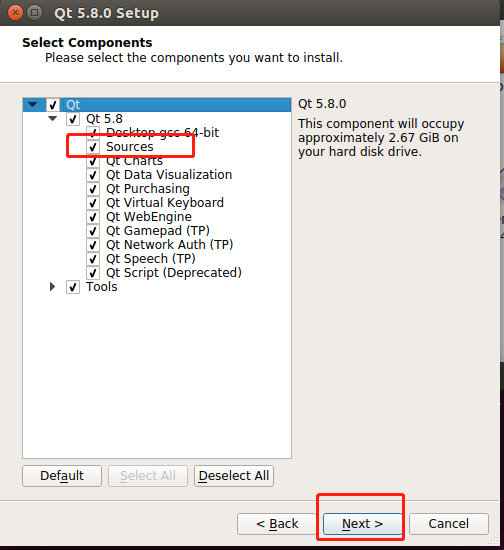 Qt 5.8.0 Setup
Select Components
Please select the components you want to install.
Qt
Qt 5.8
Desktop gcc 64-bit
Sources
Qt Charts
Qt Data Visualization
Qt Purchasing
Qt Virtual Keyboard
Qt WebEngine
Qt Gamepad (TP)
Qt Network Auth (TP)
Qt Speech (TP)
Qt Script (Deprecated)
Tools
Qt 5.8.0
This component will occupy
approximately 2.67 GiB on
your hard disk drive.
Default
Select All
Deselect All
< Back
Next >
Cancel